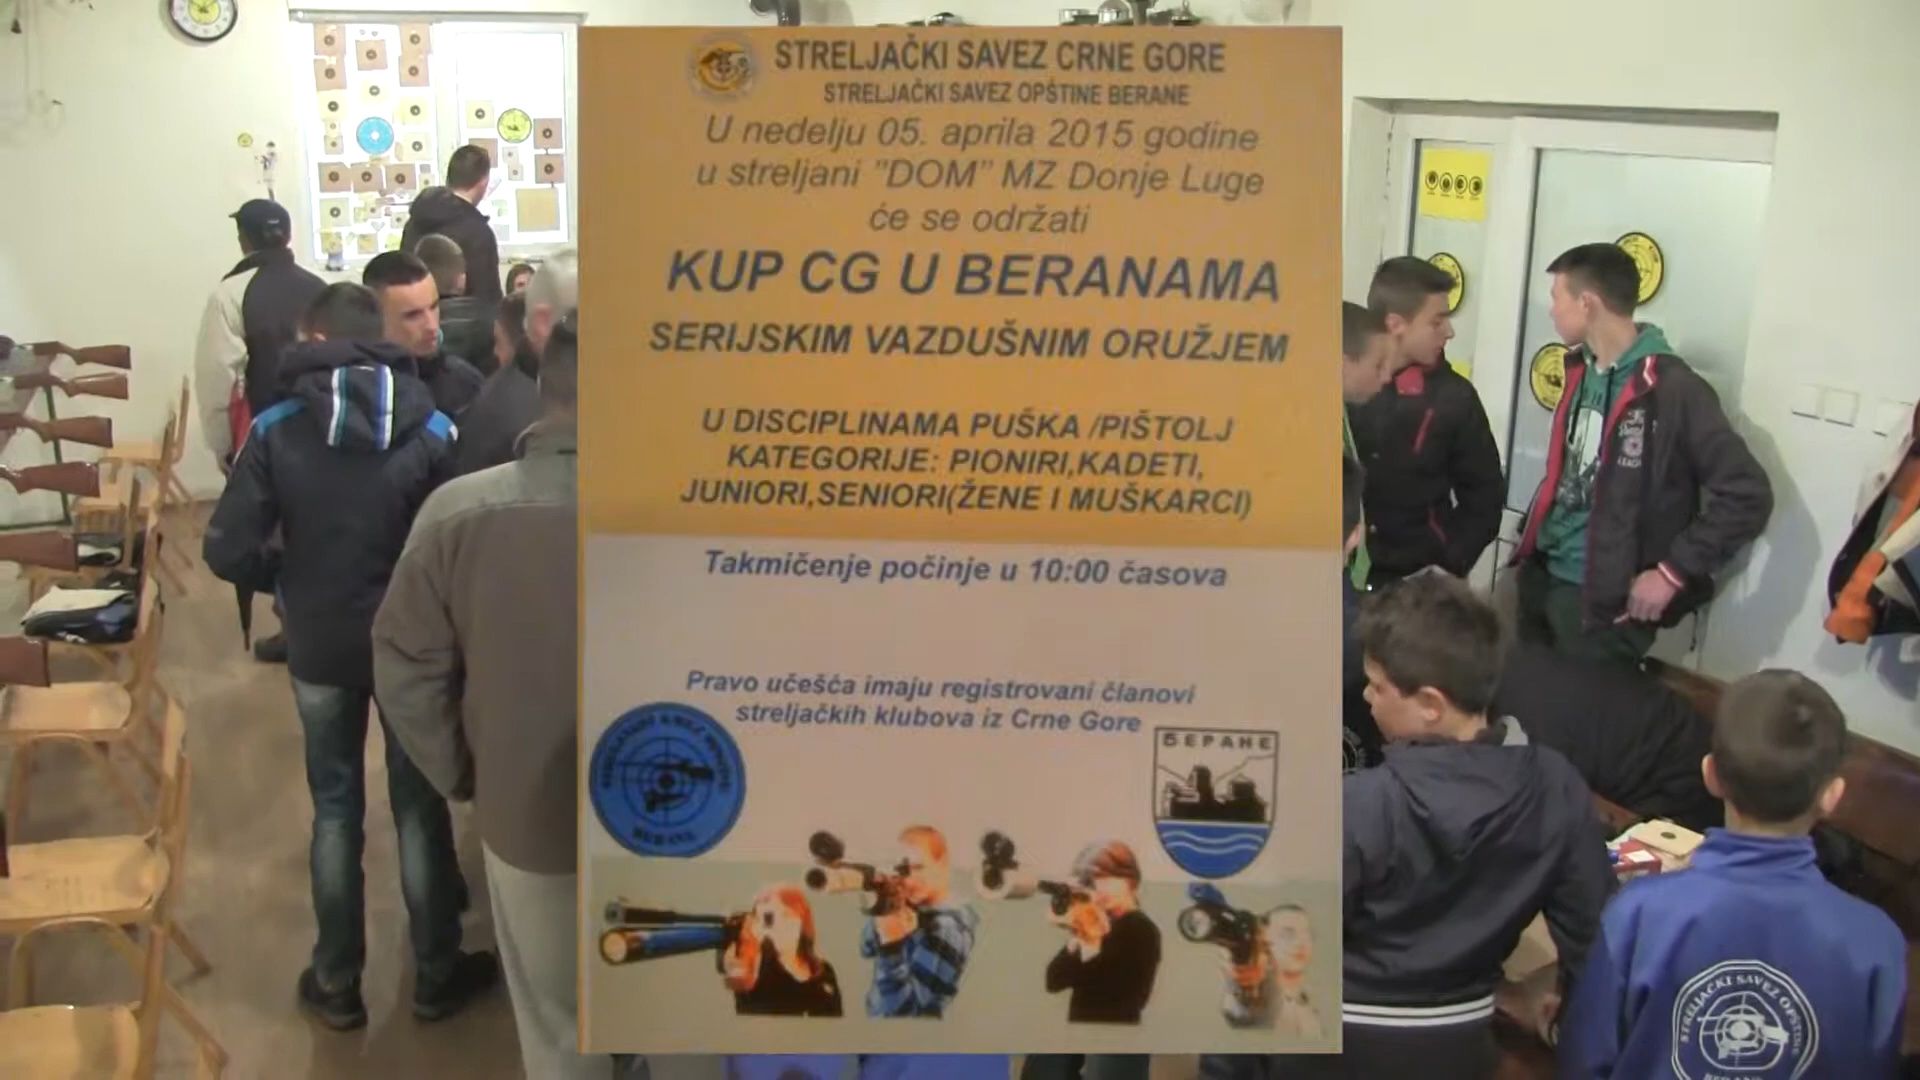 STRELJAČKI SAVEZ CRNE GORE
STRELJAČKI SAVEZ OPŠTINE BERANE
U nedelju 05. aprila 2015 godine
u streljani "DOM" MZ Donje Luge
će se održati
KUP CG U BERANAMA
SERIJSKIM VAZDUŠNIM ORUŽJEM
U DISCIPLINAMA PUŠKA /PIŠTOLJ
KATEGORIJE: PIONIRI,KADETI,
JUNIORI,SENIORI(ŽENE I MUŠKARCI)
Takmičenje počinje u 10:00 časova
Pravo učešća imaju registrovani članovi
streljačkih klubova iz Crne Gore
БЕРАНЕ
STRELJAČKI SAVEZ OPŠTINE
BERANE